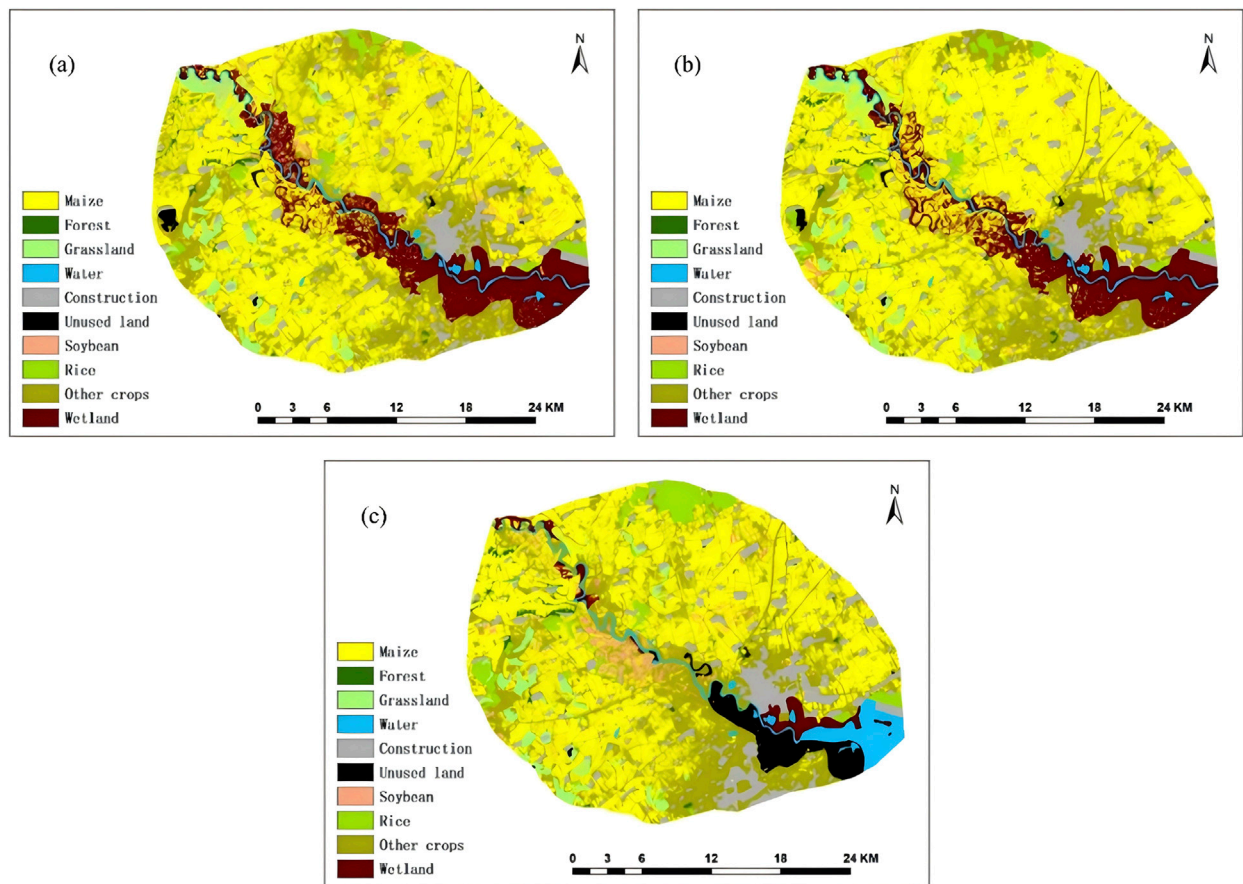 (a)
N
Maize
Forest
Grassland
Water
Construction
Unused land
Soybean
Rice
Other crops
Wetland
0 3 6 12 18 24 KM
(b)
N
Maize
Forest
Grassland
Water
Construction
Unused land
Soybean
Rice
Other crops
Wetland
0 3 6 12 18 24 KM
(c)
N
Maize
Forest
Grassland
Water
Construction
Unused land
Soybean
Rice
Other crops
Wetland
0 3 6 12 18 24 KM